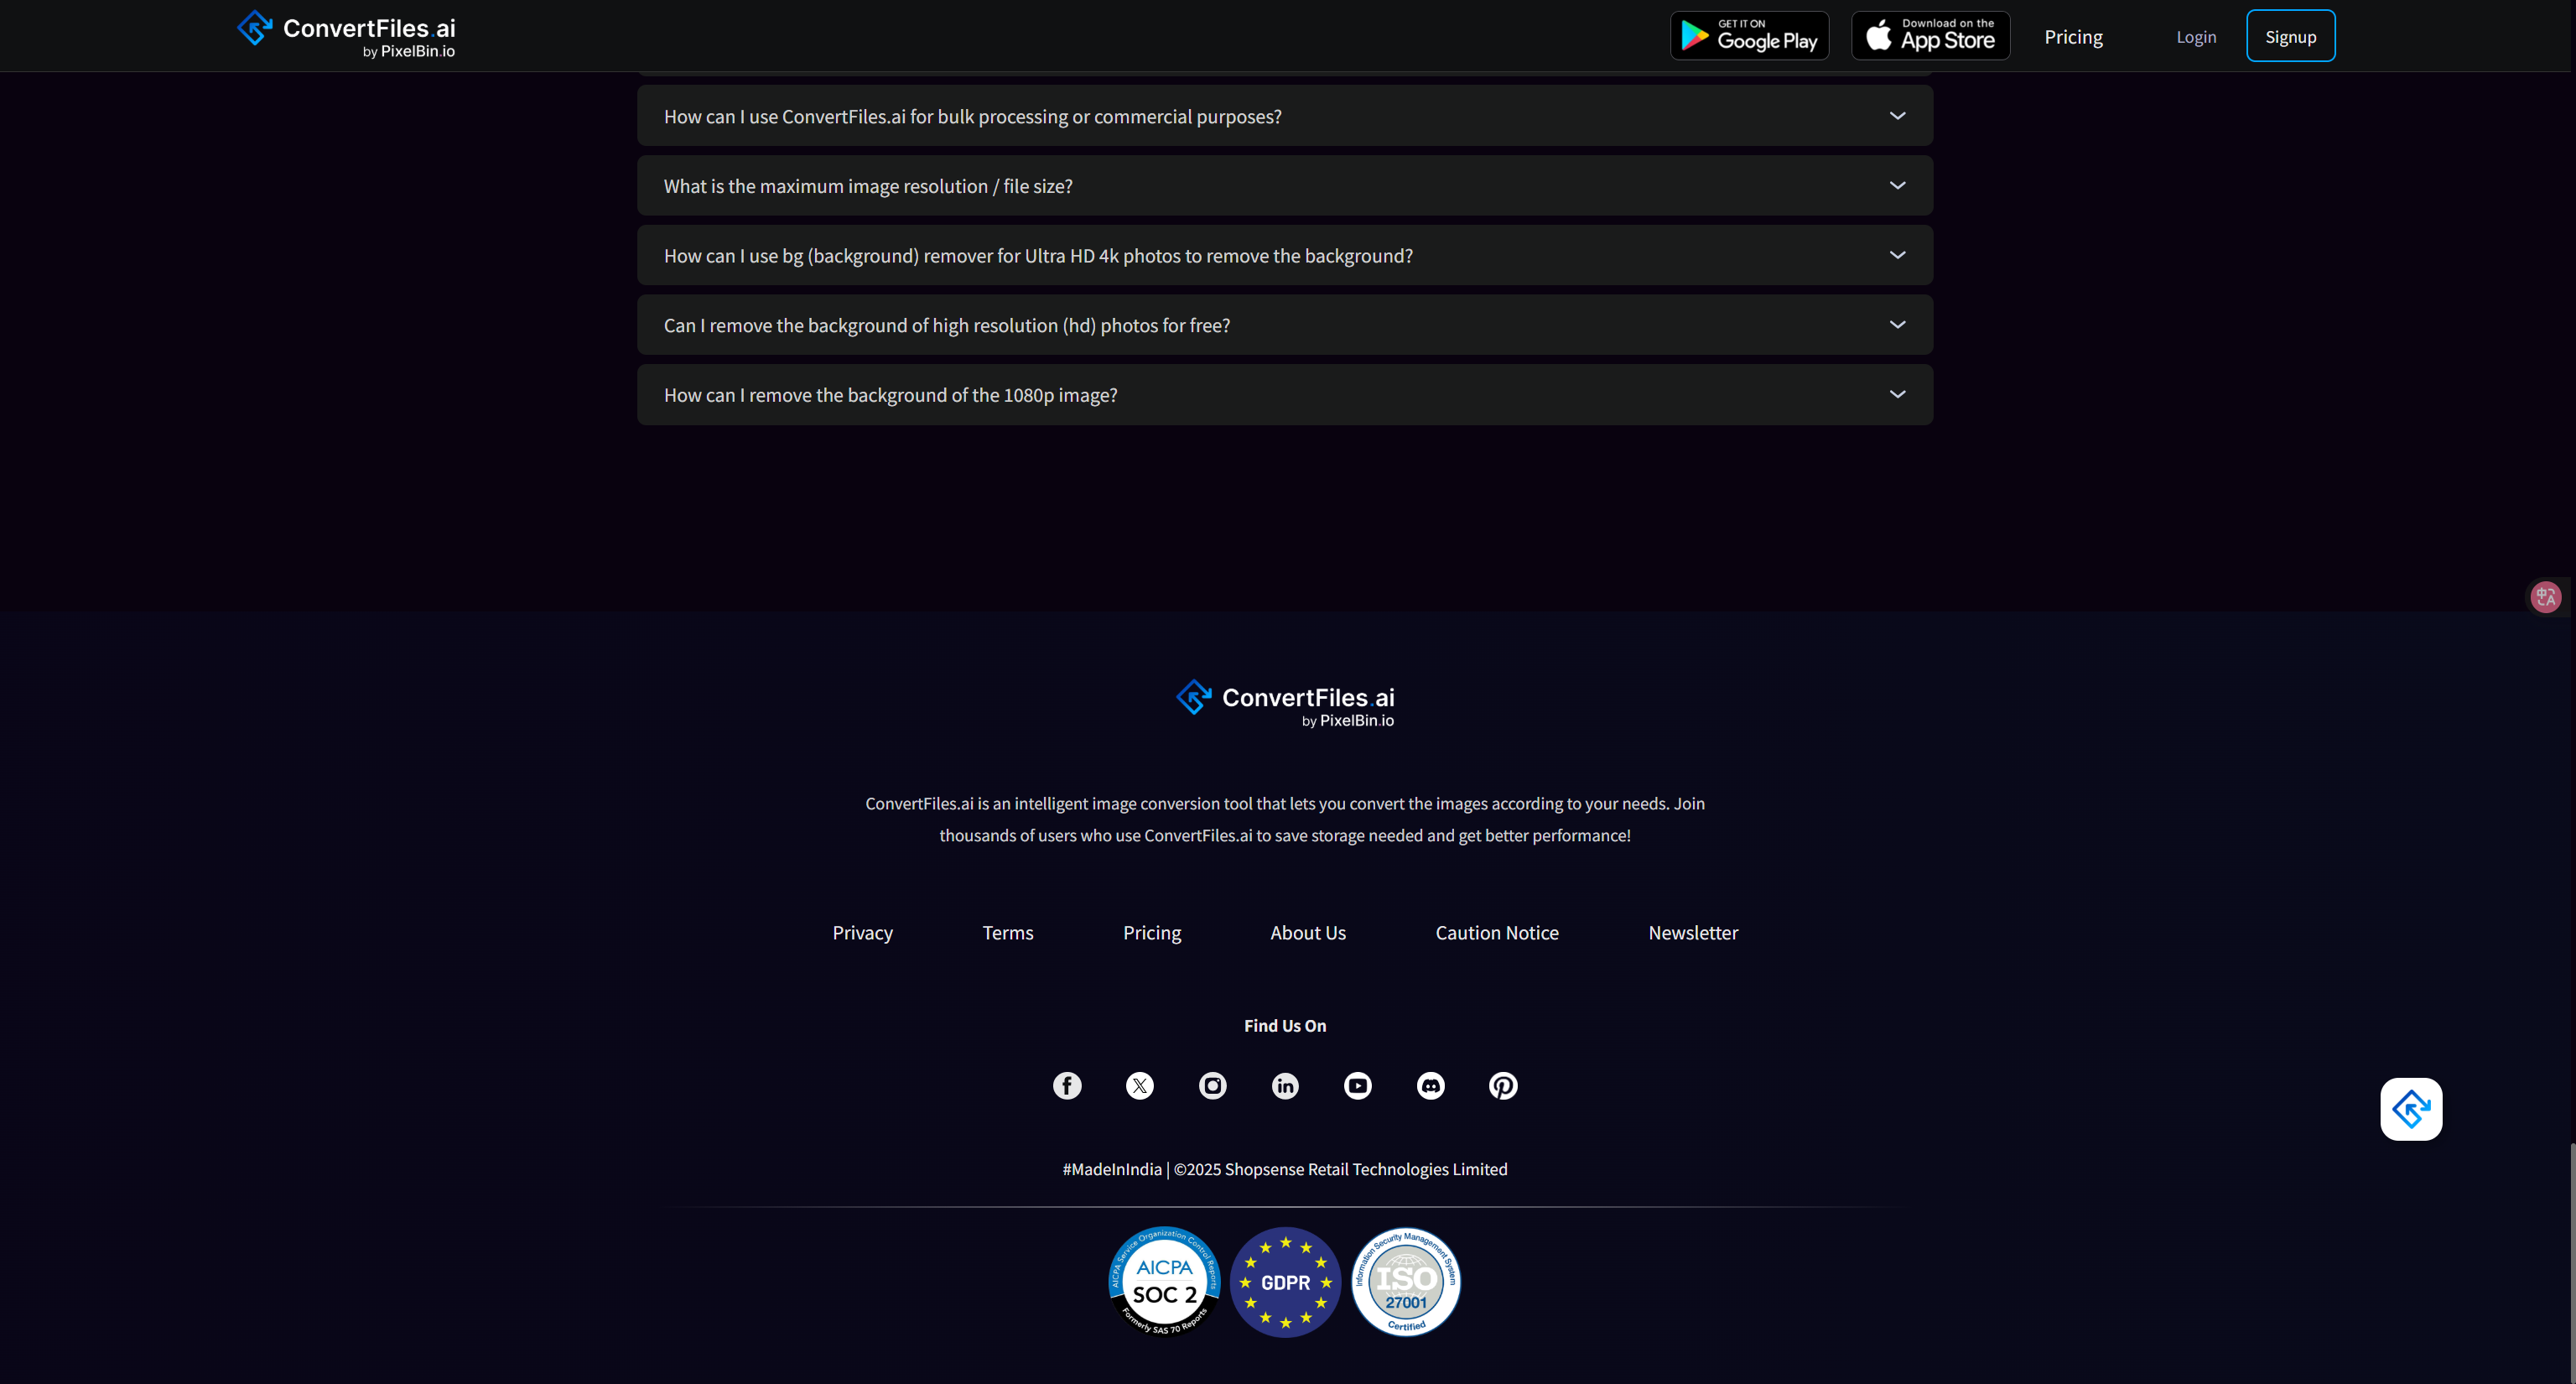 ConvertFiles.ai
by PixelBin.io
GET IT ON
Google Play
Download on the
App Store
Pricing
Login
Signup
How can I use ConvertFiles.ai for bulk processing or commercial purposes?
What is the maximum image resolution / file size?
How can I use bg (background) remover for Ultra HD 4k photos to remove the background?
Can I remove the background of high resolution (hd) photos for free?
How can I remove the background of the 1080p image?
中A
ConvertFiles.ai
by PixelBin.io
ConvertFiles.ai is an intelligent image conversion tool that lets you convert the images according to your needs. Join
thousands of users who use ConvertFiles.ai to save storage needed and get better performance!
Privacy
Terms
Pricing
About Us
Caution Notice
Newsletter
Find Us On
#MadeInIndia | ©2025 Shopsense Retail Technologies Limited
AICPA Service Organization Control Reports
AICPA
SOC 2
Formerly SAS 70 Reports
GDPR
Information Security Management System
ISO
27001
Certified